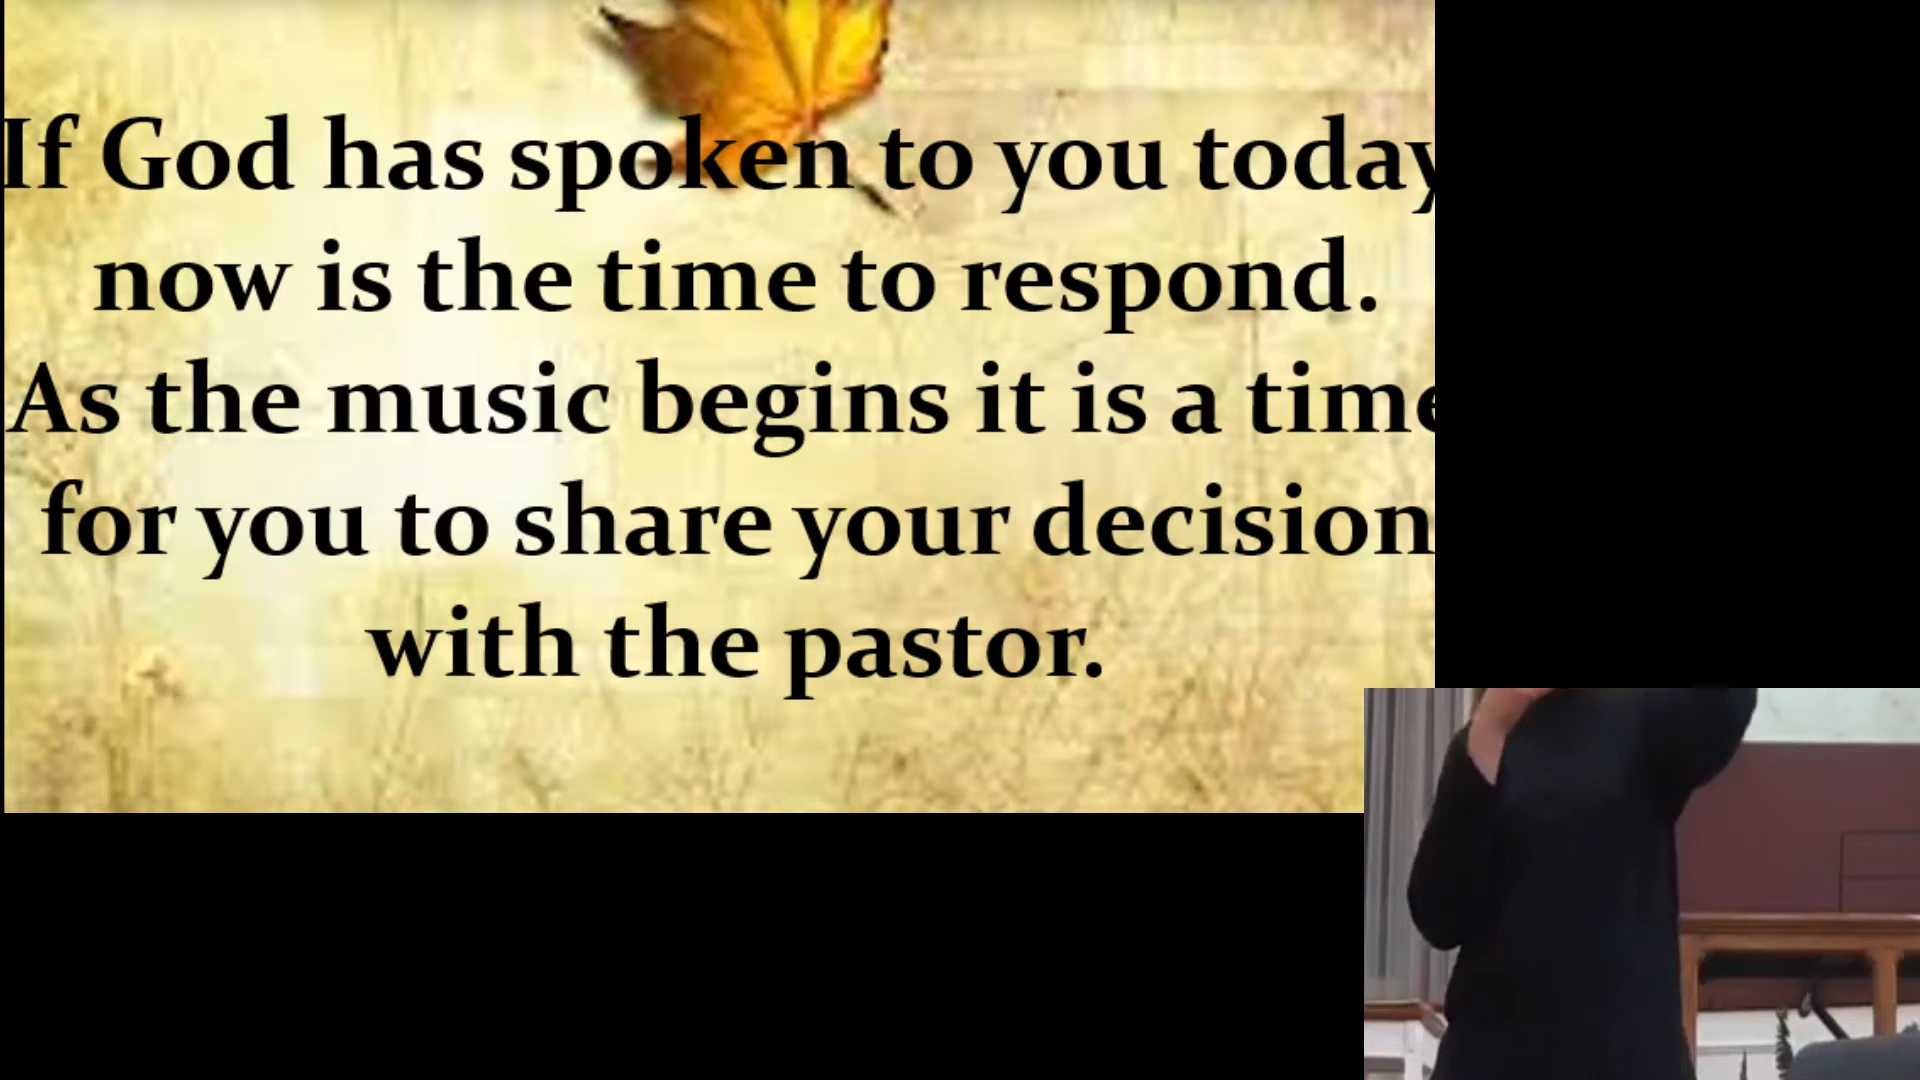 If God has spoken to you today
now is the time to respond.
As the music begins it is a time
for you to share your decision
with the pastor.